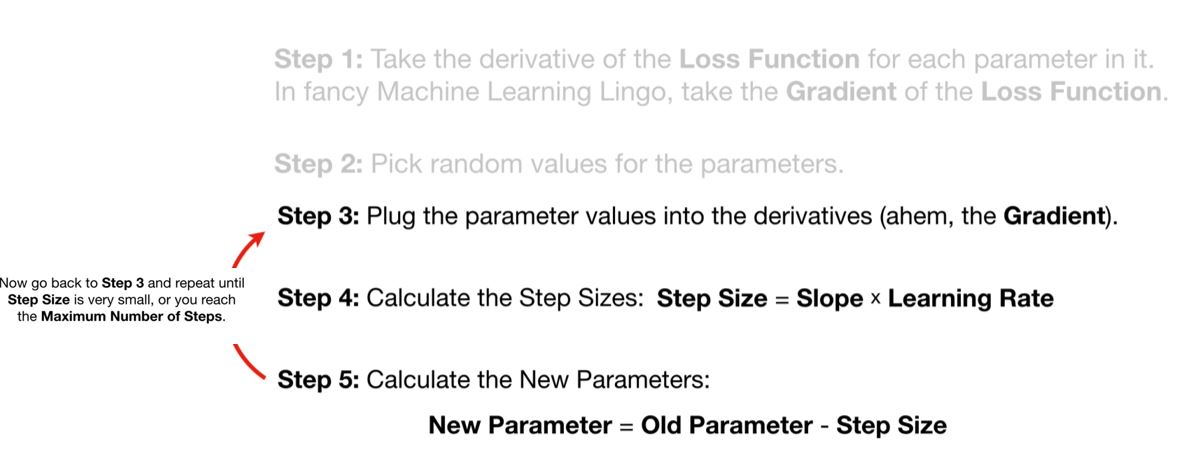 Step 1: Take the derivative of the Loss Function for each parameter in it.
In fancy Machine Learning Lingo, take the Gradient of the Loss Function.
Step 2: Pick random values for the parameters.
Step 3: Plug the parameter values into the derivatives (ahem, the Gradient).
Now go back to Step 3 and repeat until
Step Size is very small, or you reach
the Maximum Number of Steps.
Step 4: Calculate the Step Sizes: Step Size = Slope x Learning Rate
Step 5: Calculate the New Parameters:
New Parameter = Old Parameter - Step Size